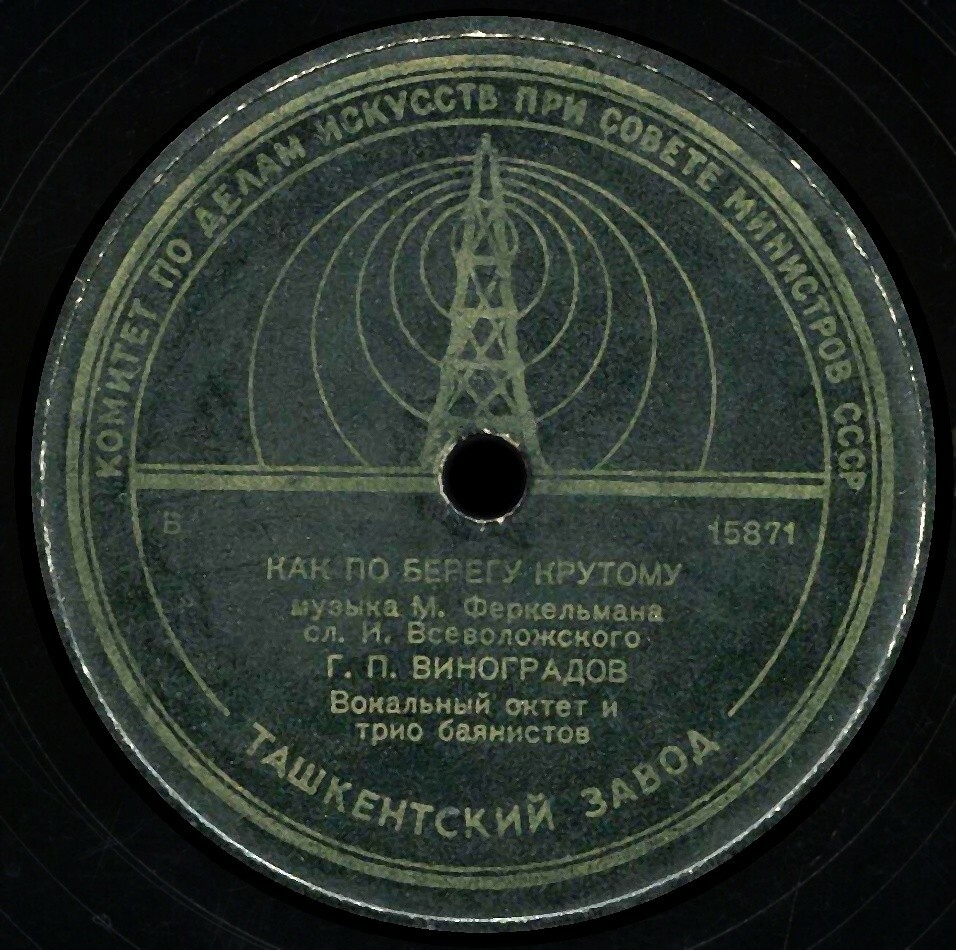 КОМИТЕТ ПО ДЕЛАМ ИСКУССТВ ПРИ СОВЕТЕ МИНИСТРОВ СССР
Б 15871
КАК ПО БЕРЕГУ КРУТОМУ
музыка М. Феркельмана
сл. И. Всеволожского
Г. П. ВИНОГРАДОВ
Вокальный октет и
трио баянистов
ТАШКЕНТСКИЙ ЗАВОД